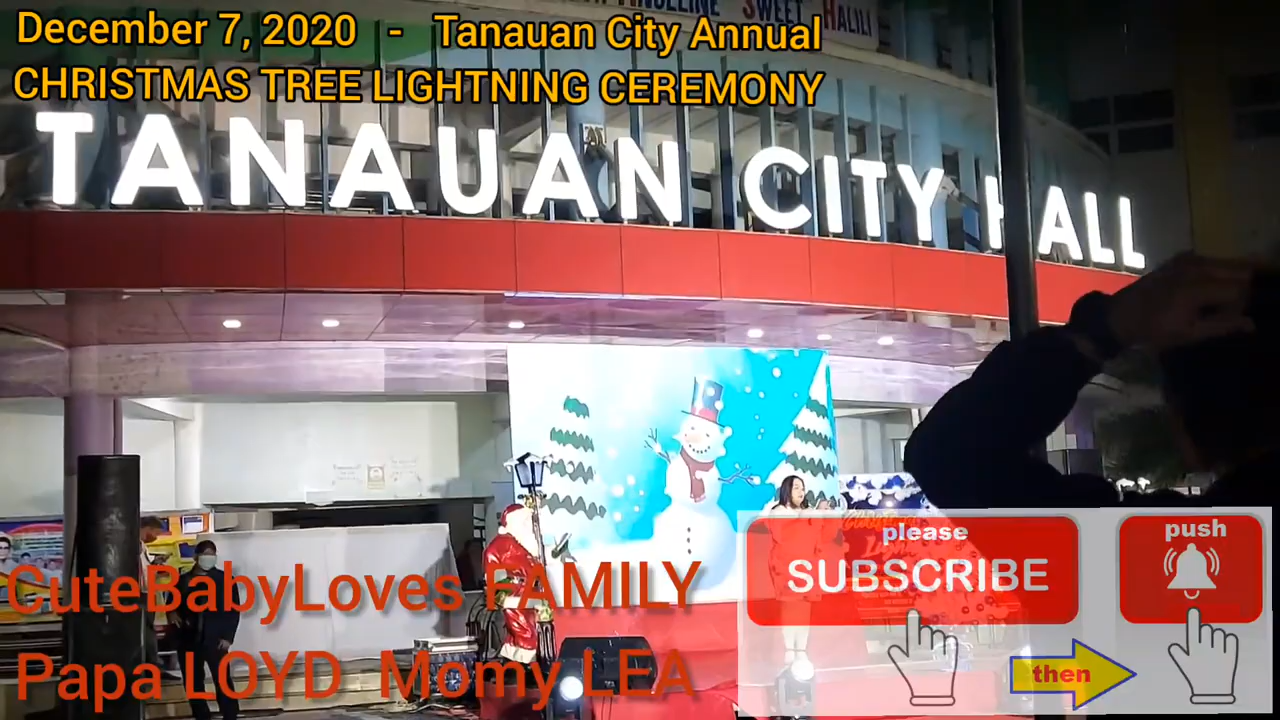 SWEET HALILI
December 7, 2020 - Tanauan City Annual
CHRISTMAS TREE LIGHTNING CEREMONY
TANAUAN CITY HALL
please
SUBSCRIBE
push
then
CuteBabyLoves FAMILY
Papa LOYD Momy LEA